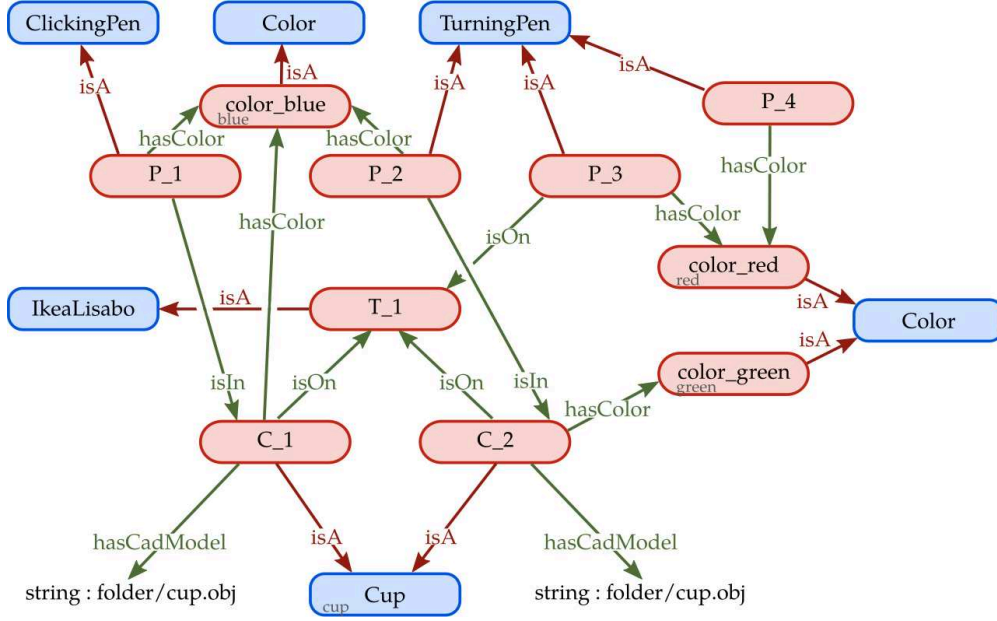 ClickingPen
Color
TurningPen
isA
isA
isA
isA
isA
color_blue
blue
P_4
hasColor
hasColor
hasColor
P_1
P_2
P_3
hasColor
hasColor
isOn
color_red
red
IkeaLisabo
isA
T_1
isA
Color
isA
color_green
green
isIn
isOn
isOn
isIn
hasColor
C_1
C_2
hasCadModel
isA
isA
hasCadModel
string : folder/cup.obj
Cup
cup
string : folder/cup.obj